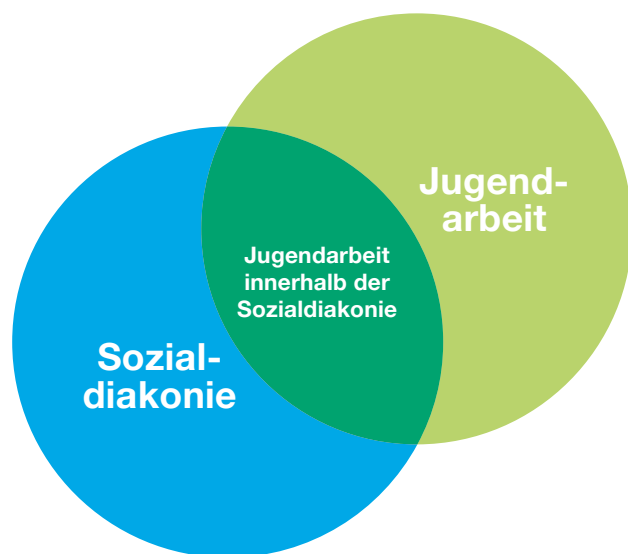 Jugend-
arbeit
Jugendarbeit
innerhalb der
Sozialdiakonie
Sozial-
diakonie